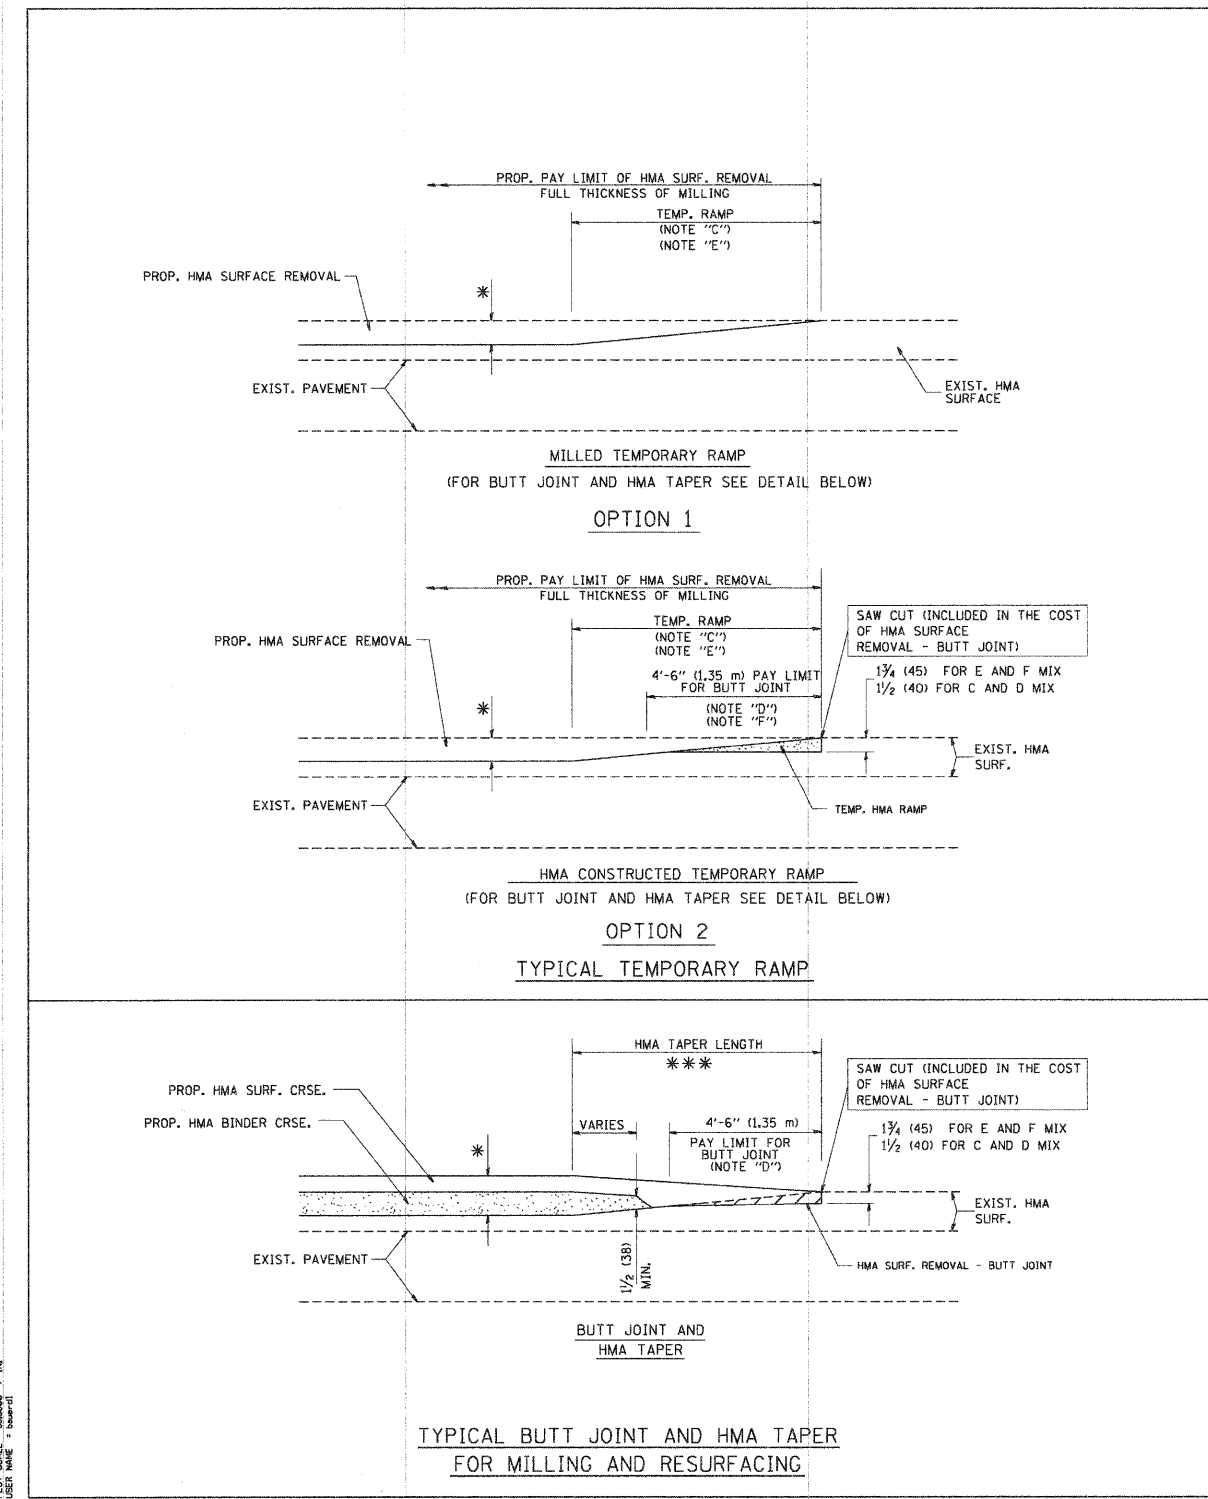 PROP. PAY LIMIT OF HMA SURF. REMOVAL
FULL THICKNESS OF MILLING
TEMP. RAMP
(NOTE "C")
(NOTE "E")
PROP. HMA SURFACE REMOVAL
*
EXIST. PAVEMENT
EXIST. HMA
SURFACE
MILLED TEMPORARY RAMP
(FOR BUTT JOINT AND HMA TAPER SEE DETAIL BELOW)
OPTION 1
PROP. PAY LIMIT OF HMA SURF. REMOVAL
FULL THICKNESS OF MILLING
TEMP. RAMP
(NOTE "C")
(NOTE "E")
SAW CUT (INCLUDED IN THE COST
OF HMA SURFACE
REMOVAL - BUTT JOINT)
PROP. HMA SURFACE REMOVAL
4'-6" (1.35 m) PAY LIMIT
FOR BUTT JOINT
(NOTE "D")
(NOTE "F")
1¾ (45) FOR E AND F MIX
1½ (40) FOR C AND D MIX
*
EXIST. HMA
SURF.
EXIST. PAVEMENT
TEMP. HMA RAMP
HMA CONSTRUCTED TEMPORARY RAMP
(FOR BUTT JOINT AND HMA TAPER SEE DETAIL BELOW)
OPTION 2
TYPICAL TEMPORARY RAMP
HMA TAPER LENGTH
***
SAW CUT (INCLUDED IN THE COST
OF HMA SURFACE
REMOVAL - BUTT JOINT)
PROP. HMA SURF. CRSE.
PROP. HMA BINDER CRSE.
VARIES
4'-6" (1.35 m)
PAY LIMIT FOR
BUTT JOINT
(NOTE "D")
1¾ (45) FOR E AND F MIX
1½ (40) FOR C AND D MIX
*
EXIST. HMA
SURF.
EXIST. PAVEMENT
1½ (38)
MIN.
HMA SURF. REMOVAL - BUTT JOINT
BUTT JOINT AND
HMA TAPER
TYPICAL BUTT JOINT AND HMA TAPER
FOR MILLING AND RESURFACING
USER NAME = bauerdl